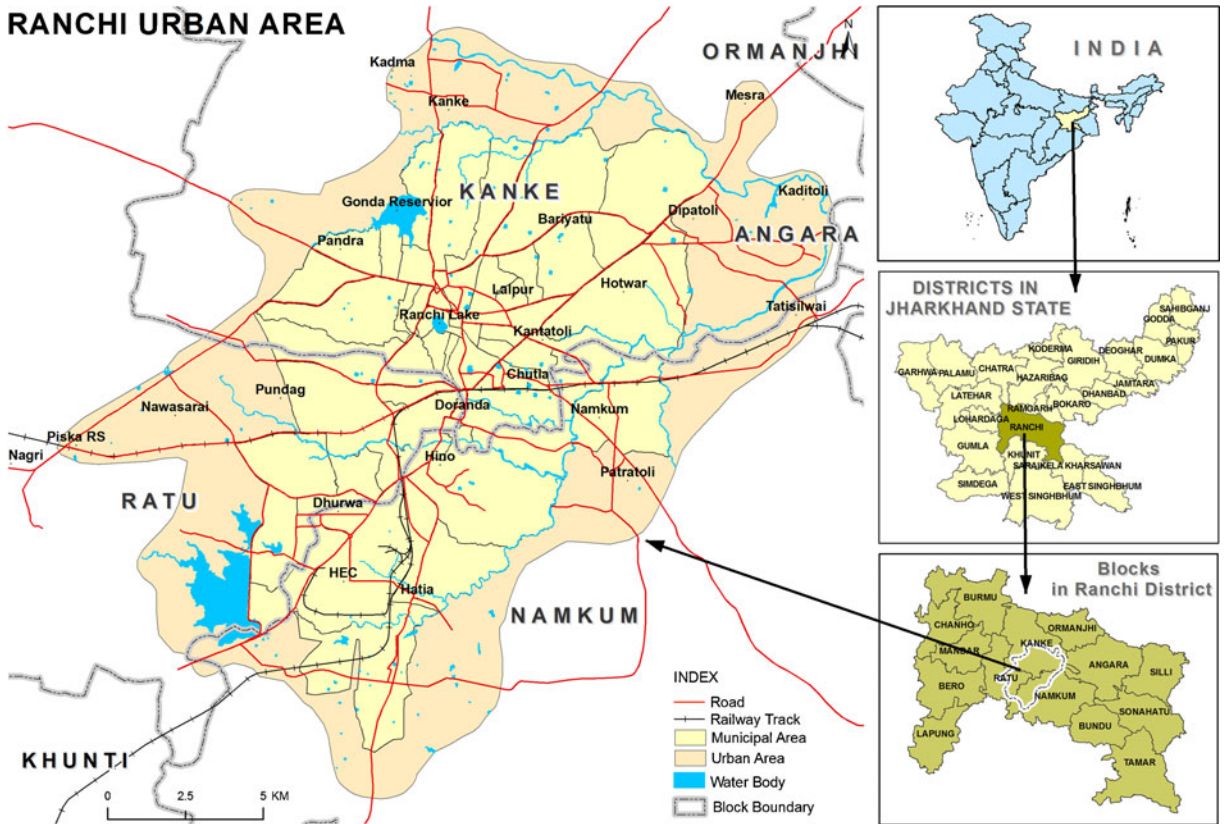 RANCHI URBAN AREA
ORMANJHI
N
Kadma
Kanke
Mesra
KANKE
Kaditoli
Gonda Reservior
Bariyatu
Dipatoli
Pandra
ANGARA
Lalpur
Hotwar
Ranchi Lake
Tatisilwai
Kantatoli
Chutla
Pundag
Nawasarai
Doranda
Namkum
Piska RS
Nagri
Hino
Patratoli
RATU
Dhurwa
HEC
Hatia
NAMKUM
KHUNTI
0 2.5 5 KM
INDEX
Road
Railway Track
Municipal Area
Urban Area
Water Body
Block Boundary
INDIA
DISTRICTS IN
JHARKHAND STATE
SAHIBGANJ
GODDA
PAKUR
KODERMA
DEOGHAR
GIRIDIH
DUMKA
GARHWA
PALAMU
CHATRA
HAZARIBAG
JAMTARA
DHANBAD
LATEHAR
BOKARO
RAMGARH
LOHARDAGA
RANCHI
GUMLA
KHUNIT
SARAIKELA KHARSAWAN
SIMDEGA
EAST SINGHBHUM
WEST SINGHBHUM
Blocks
in Ranchi District
BURMU
CHANHO
ORMANJHI
KANKE
MANDAR
ANGARA
SILLI
RATU
BERO
NAMKUM
SONAHATU
BUNDU
LAPUNG
TAMAR